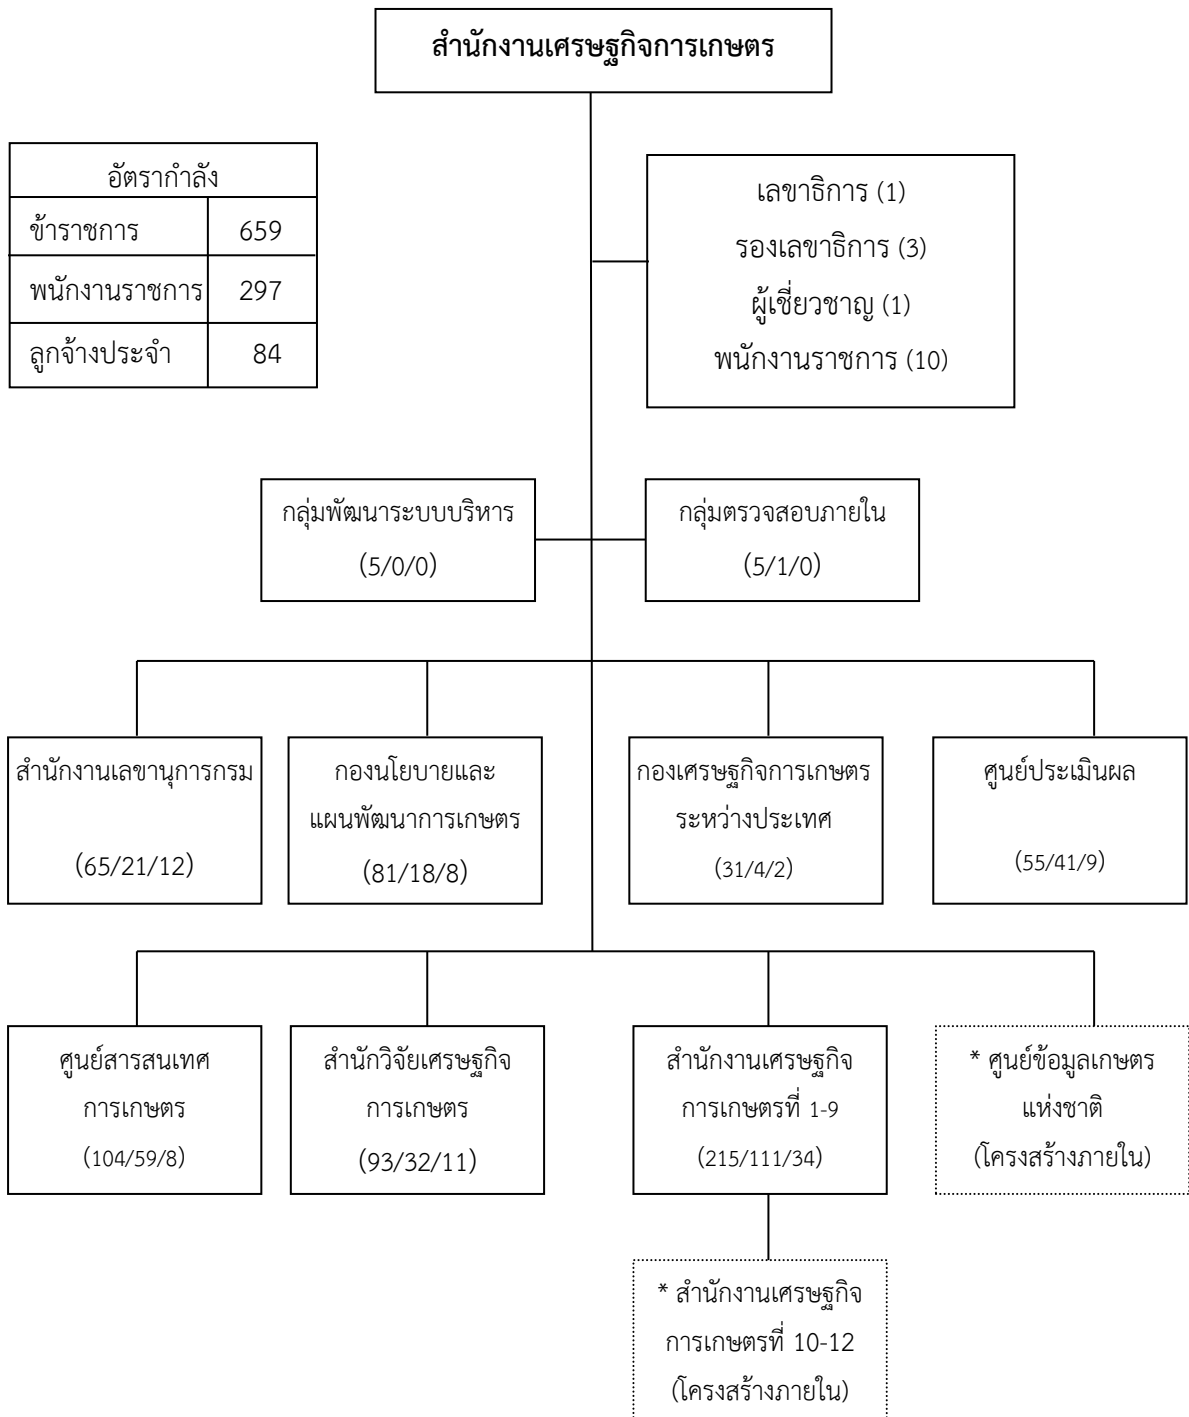 สำนักงานเศรษฐกิจการเกษตร
อัตรากำลัง
ข้าราชการ 659
พนักงานราชการ 297
ลูกจ้างประจำ 84
เลขาธิการ (1)
รองเลขาธิการ (3)
ผู้เชี่ยวชาญ (1)
พนักงานราชการ (10)
กลุ่มพัฒนาระบบบริหาร
(5/0/0)
กลุ่มตรวจสอบภายใน
(5/1/0)
สำนักงานเลขานุการกรม
(65/21/12)
กองนโยบายและ
แผนพัฒนาการเกษตร
(81/18/8)
กองเศรษฐกิจการเกษตร
ระหว่างประเทศ
(31/4/2)
ศูนย์ประเมินผล
(55/41/9)
ศูนย์สารสนเทศ
การเกษตร
(104/59/8)
สำนักวิจัยเศรษฐกิจ
การเกษตร
(93/32/11)
สำนักงานเศรษฐกิจ
การเกษตรที่ 1-9
(215/111/34)
* ศูนย์ข้อมูลเกษตร
แห่งชาติ
(โครงสร้างภายใน)
* สำนักงานเศรษฐกิจ
การเกษตรที่ 10-12
(โครงสร้างภายใน)